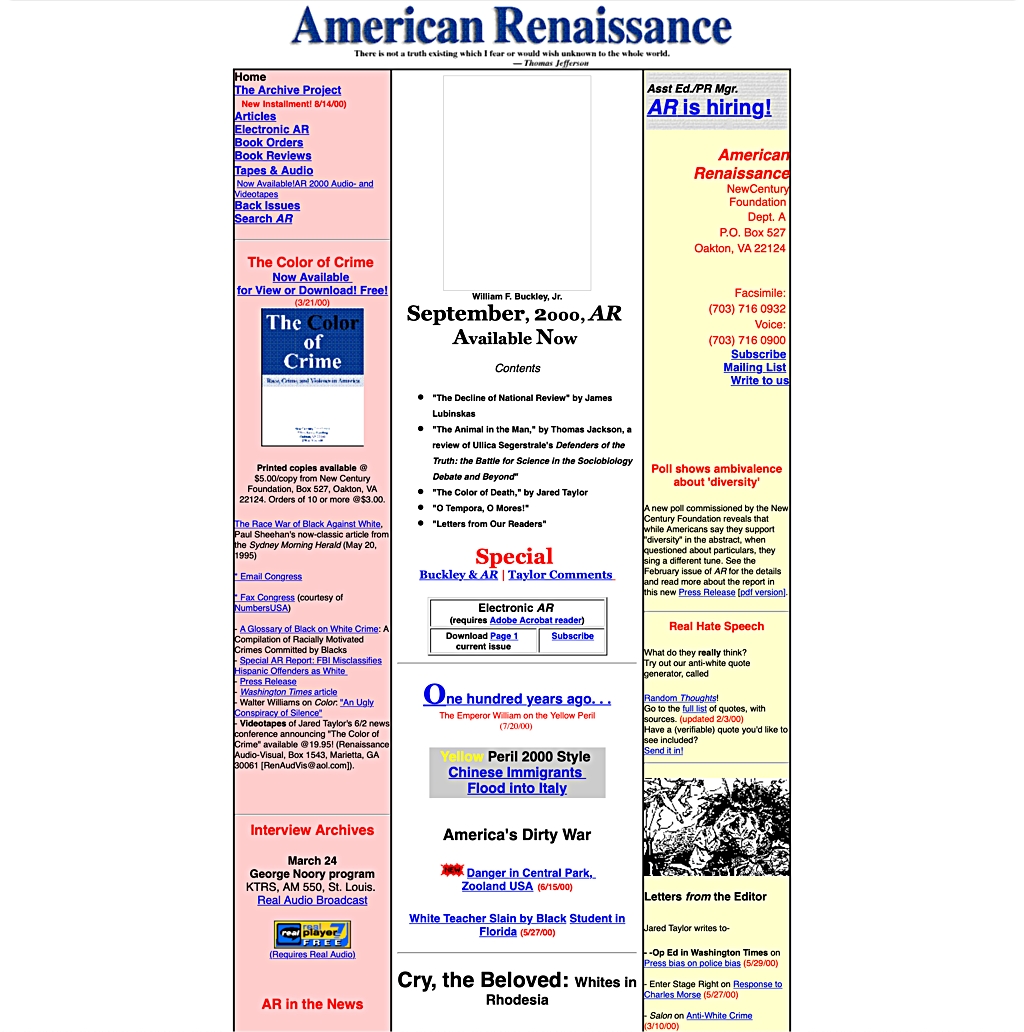 American Renaissance
There is not a truth existing which I fear or would wish unknown to the whole world.
— Thomas Jefferson
Home
The Archive Project
New Installment! 8/14/00)
Articles
Electronic AR
Book Orders
Book Reviews
Tapes & Audio
Now Available!AR 2000 Audio- and
Videotapes
Back Issues
Search AR
The Color of Crime
Now Available
for View or Download! Free!
(3/21/00)
The Color
of
Crime
Race, Crime, and Violence in America
Printed copies available @
$5.00/copy from New Century
Foundation, Box 527, Oakton, VA
22124. Orders of 10 or more @$3.00.
The Race War of Black Against White,
Paul Sheehan's now-classic article from
the Sydney Morning Herald (May 20,
1995)
* Email Congress
* Fax Congress (courtesy of
NumbersUSA)
- A Glossary of Black on White Crime: A
Compilation of Racially Motivated
Crimes Committed by Blacks
- Special AR Report: FBI Misclassifies
Hispanic Offenders as White
- Press Release
- Washington Times article
- Walter Williams on Color: "An Ugly
Conspiracy of Silence"
- Videotapes of Jared Taylor's 6/2 news
conference announcing "The Color of
Crime" available @19.95! (Renaissance
Audio-Visual, Box 1543, Marietta, GA
30061 [RenAudVis@aol.com]).
Interview Archives
March 24
George Noory program
KTRS, AM 550, St. Louis.
Real Audio Broadcast
real
real player 7
FREE
(Requires Real Audio)
AR in the News
William F. Buckley, Jr.
September, 2000, AR
Available Now
Contents
• "The Decline of National Review" by James
Lubinskas
• "The Animal in the Man," by Thomas Jackson, a
review of Ullica Segerstrale's Defenders of the
Truth: the Battle for Science in the Sociobiology
Debate and Beyond"
• "The Color of Death," by Jared Taylor
• "O Tempora, O Mores!"
• "Letters from Our Readers"
Special
Buckley & AR | Taylor Comments
Electronic AR
(requires Adobe Acrobat reader)
Download Page 1
current issue
Subscribe
One hundred years ago. . .
The Emperor William on the Yellow Peril
(7/20/00)
Yellow Peril 2000 Style
Chinese Immigrants
Flood into Italy
America's Dirty War
Danger in Central Park,
Zooland USA (6/15/00)
White Teacher Slain by Black Student in
Florida (5/27/00)
Cry, the Beloved: Whites in
Rhodesia
Asst Ed./PR Mgr.
AR is hiring!
American
Renaissance
NewCentury
Foundation
Dept. A
P.O. Box 527
Oakton, VA 22124
Facsimile:
(703) 716 0932
Voice:
(703) 716 0900
Subscribe
Mailing List
Write to us
Poll shows ambivalence
about 'diversity'
A new poll commissioned by the New
Century Foundation reveals that
while Americans say they support
"diversity" in the abstract, when
questioned about particulars, they
sing a different tune. See the
February issue of AR for the details
and read more about the report in
this new Press Release [pdf version].
Real Hate Speech
What do they really think?
Try out our anti-white quote
generator, called
Random Thoughts!
Go to the full list of quotes, with
sources. (updated 2/3/00)
Have a (verifiable) quote you'd like to
see included?
Send it in!
Letters from the Editor
Jared Taylor writes to-
- -Op Ed in Washington Times on
Press bias on police bias (5/29/00)
- Enter Stage Right on Response to
Charles Morse (5/27/00)
- Salon on Anti-White Crime
(3/10/00)